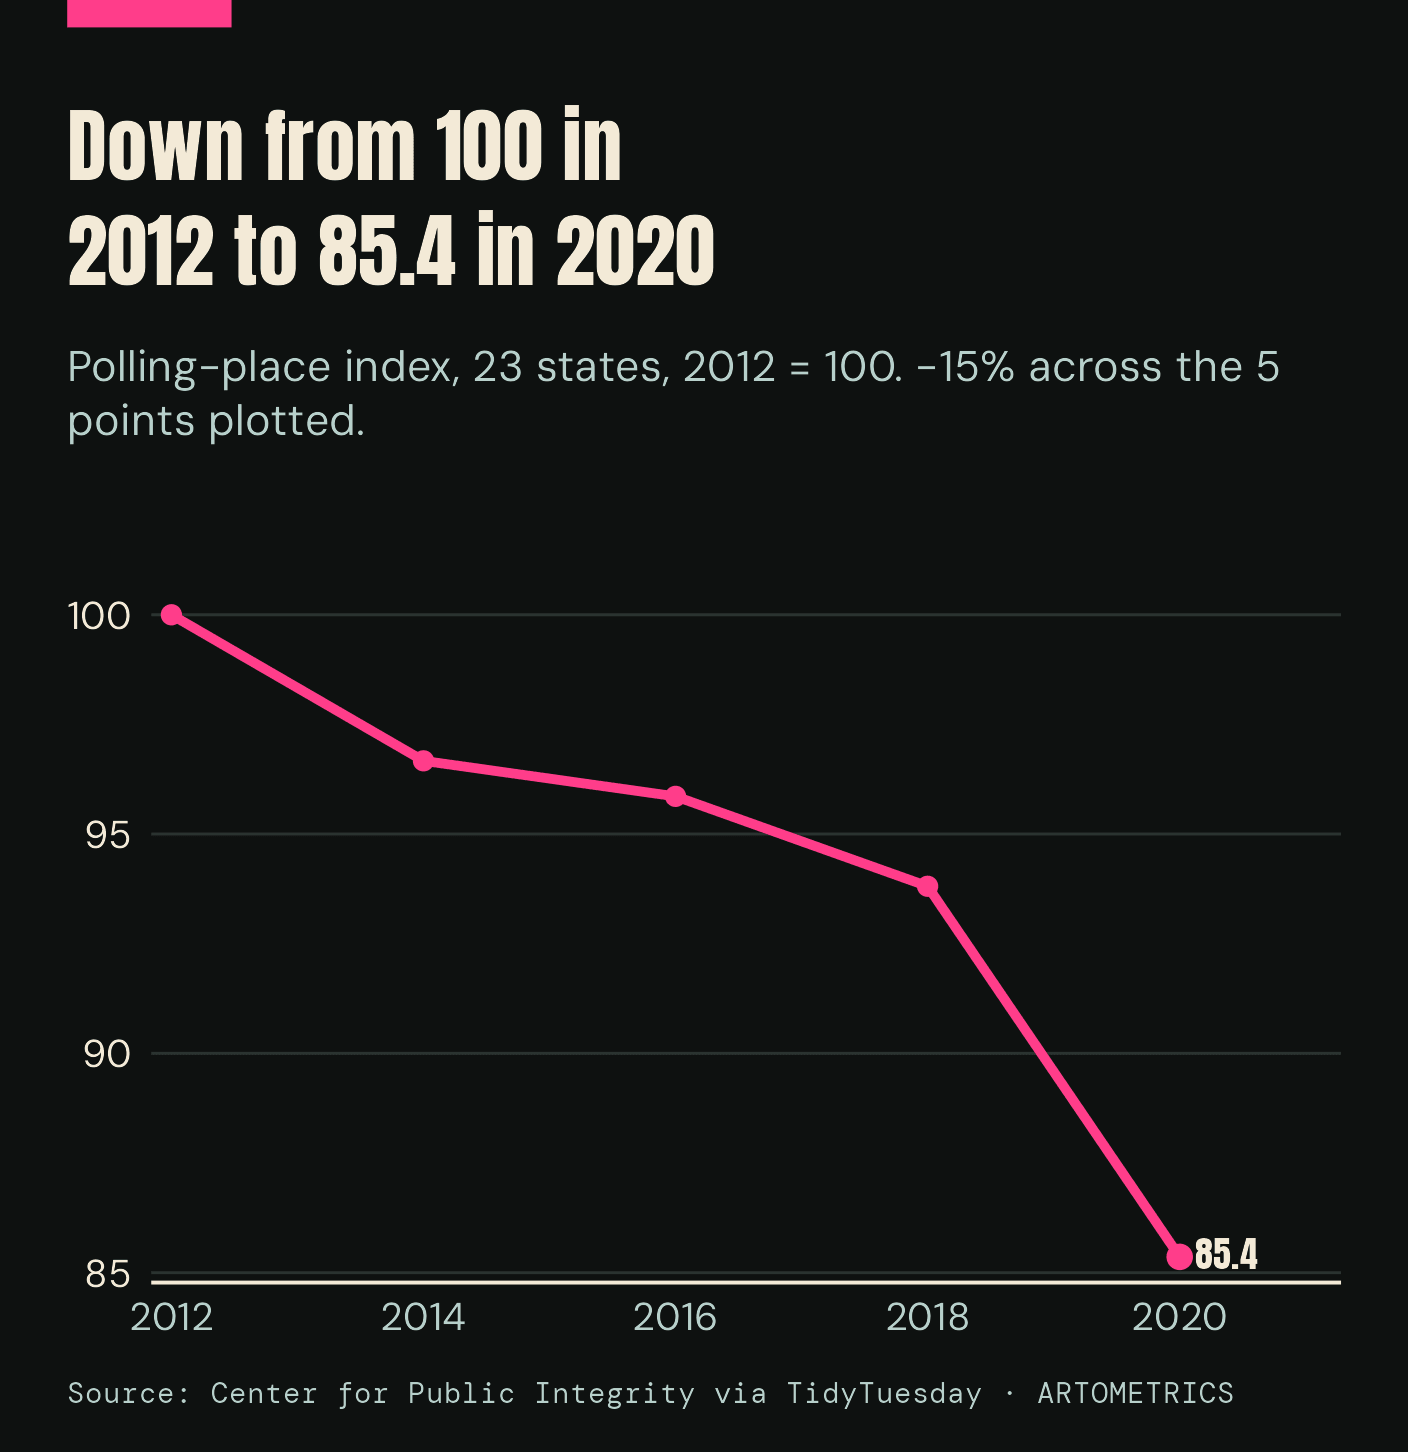 Down from 100 in
2012 to 85.4 in 2020
Polling-place index, 23 states, 2012 = 100. -15% across the 5
points plotted.
100
95
90
85
85.4
2012 2014 2016 2018 2020
Source: Center for Public Integrity via TidyTuesday · ARTOMETRICS